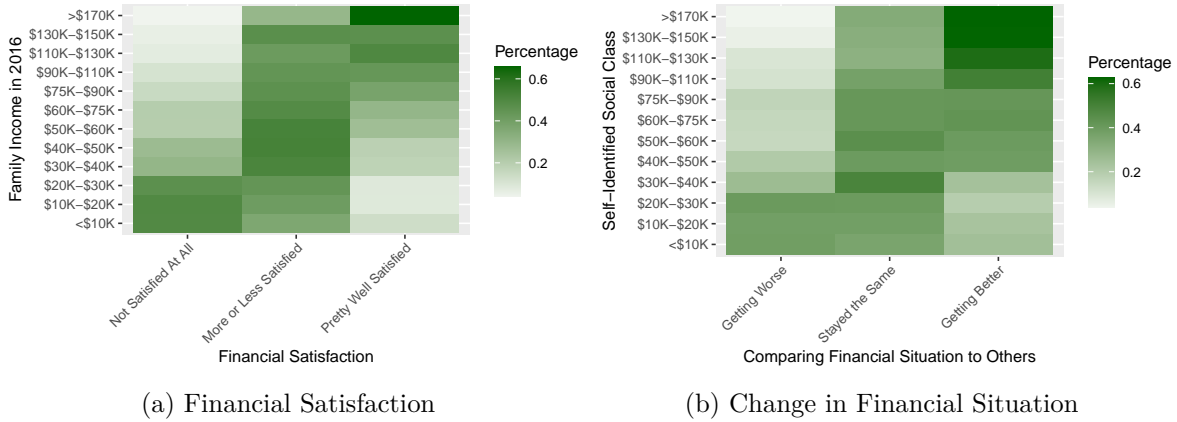 Family Income in 2016
>$170K
$130K−$150K
$110K−$130K
$90K−$110K
$75K−$90K
$60K−$75K
$50K−$60K
$40K−$50K
$30K−$40K
$20K−$30K
$10K−$20K
<$10K
Not Satisfied At All
More or Less Satisfied
Pretty Well Satisfied
Financial Satisfaction
Percentage
0.6
0.4
0.2
(a) Financial Satisfaction
Self−Identified Social Class
>$170K
$130K−$150K
$110K−$130K
$90K−$110K
$75K−$90K
$60K−$75K
$50K−$60K
$40K−$50K
$30K−$40K
$20K−$30K
$10K−$20K
<$10K
Getting Worse
Stayed the Same
Getting Better
Comparing Financial Situation to Others
Percentage
0.6
0.4
0.2
(b) Change in Financial Situation